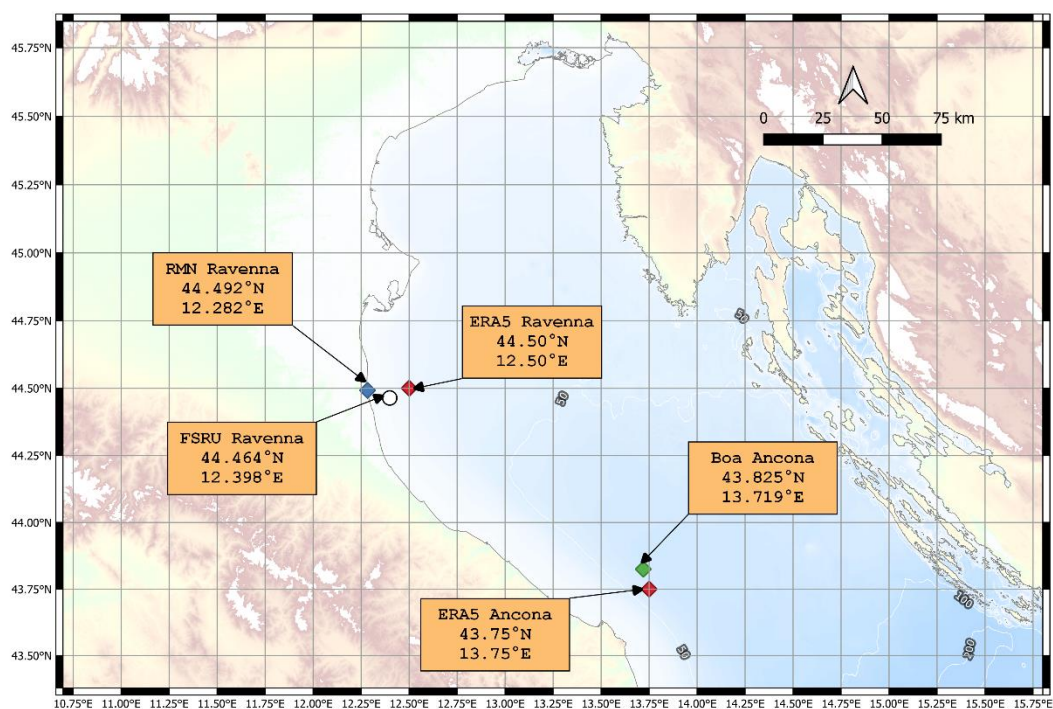 45.75°N
45.50°N
45.25°N
45.00°N
44.75°N
44.50°N
44.25°N
44.00°N
43.75°N
43.50°N
0 25 50 75 km
RMN Ravenna
44.492°N
12.282°E
ERA5 Ravenna
44.50°N
12.50°E
FSRU Ravenna
44.464°N
12.398°E
Boa Ancona
43.825°N
13.719°E
ERA5 Ancona
43.75°N
13.75°E
50
50
50
100
200
10.75°E 11.00°E 11.25°E 11.50°E 11.75°E 12.00°E 12.25°E 12.50°E 12.75°E 13.00°E 13.25°E 13.50°E 13.75°E 14.00°E 14.25°E 14.50°E 14.75°E 15.00°E 15.25°E 15.50°E 15.75°E